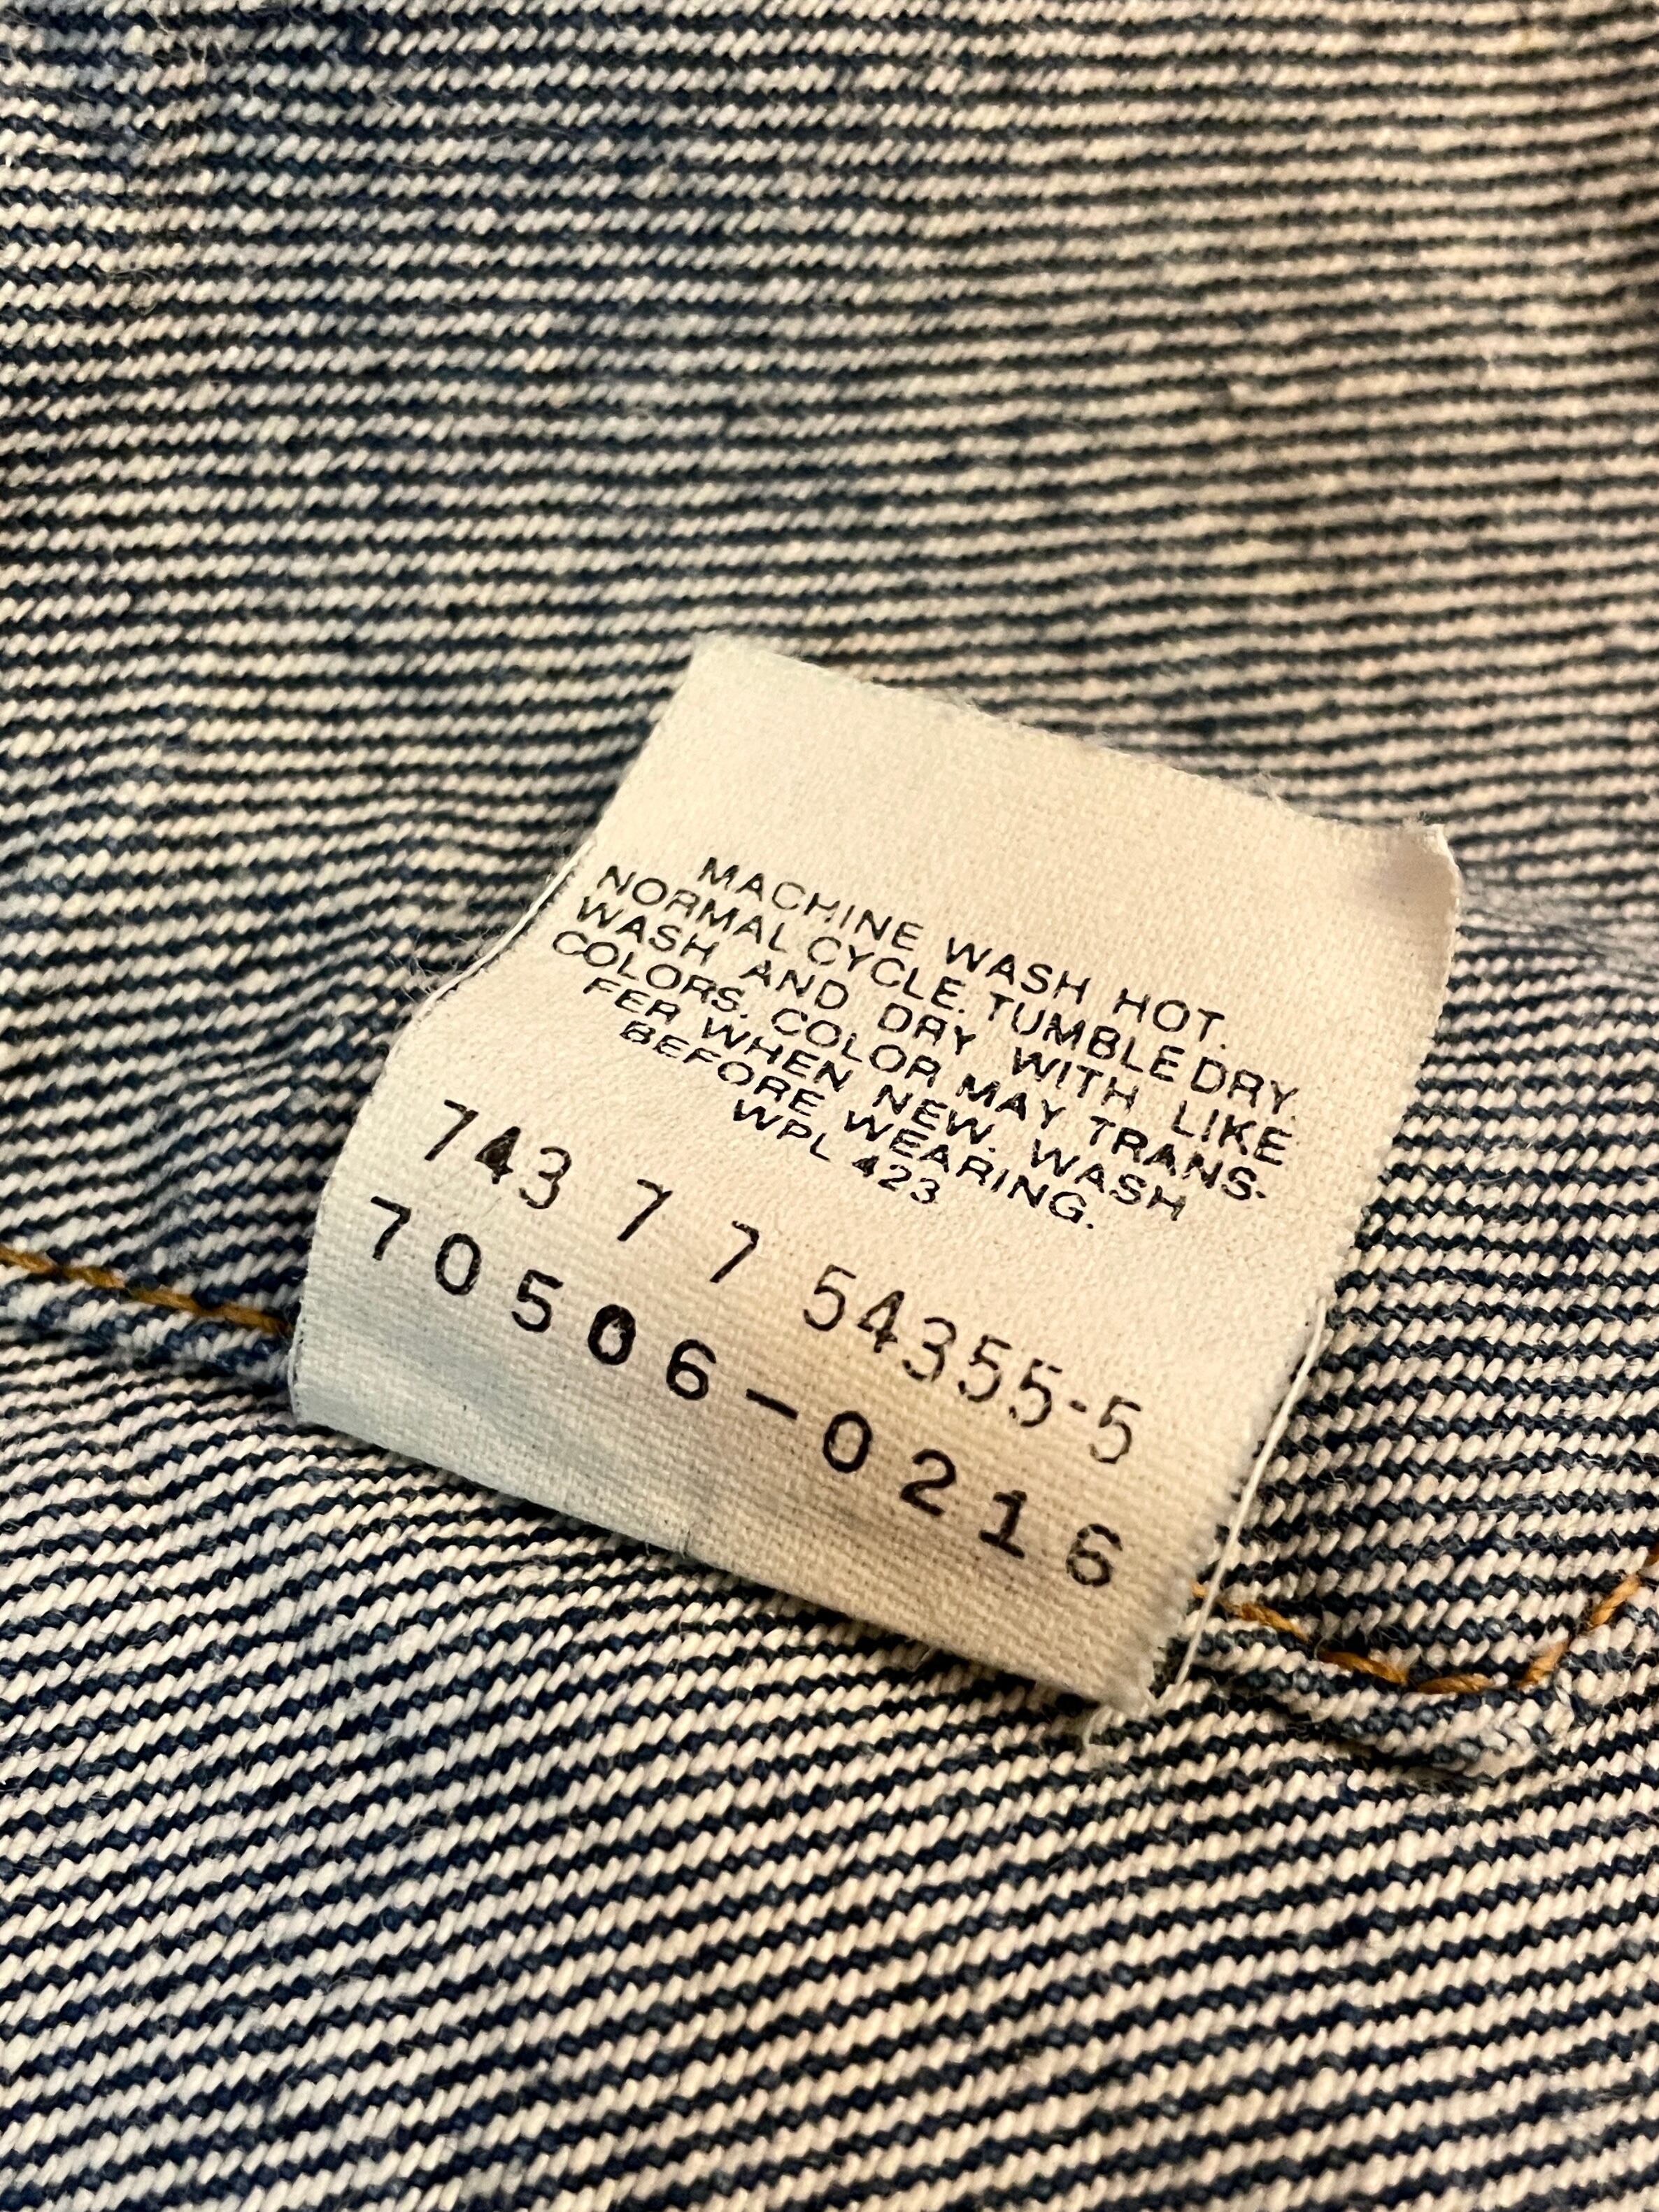 MACHINE WASH HOT.
NORMAL CYCLE. TUMBLE DRY.
WASH AND DRY WITH LIKE
COLORS. COLOR MAY TRANS-
FER WHEN NEW. WASH
BEFORE WEARING.
WPL 423
743 7 7 54355-5
70506-0216